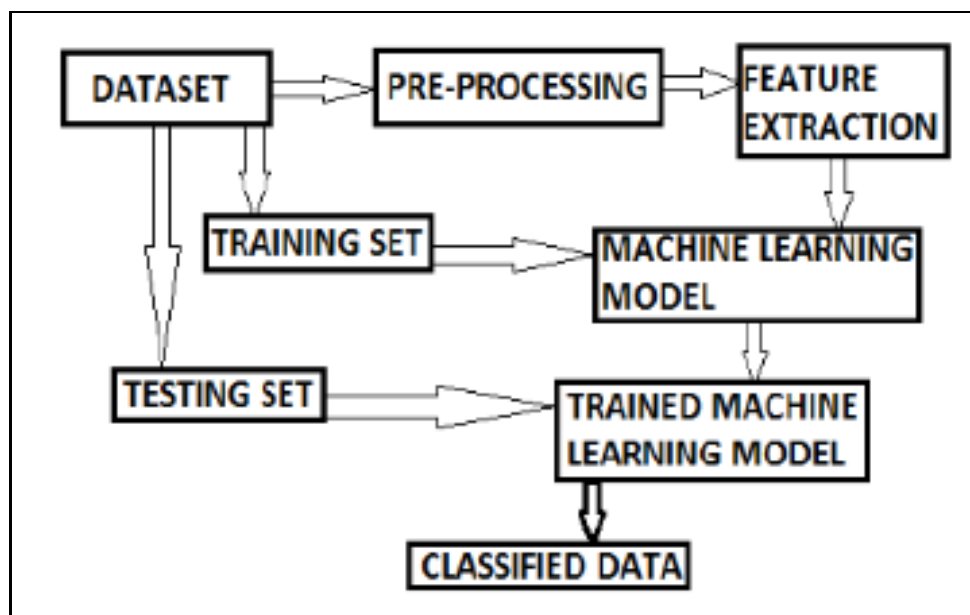 DATASET
PRE-PROCESSING
FEATURE
EXTRACTION
TRAINING SET
MACHINE LEARNING
MODEL
TESTING SET
TRAINED MACHINE
LEARNING MODEL
CLASSIFIED DATA